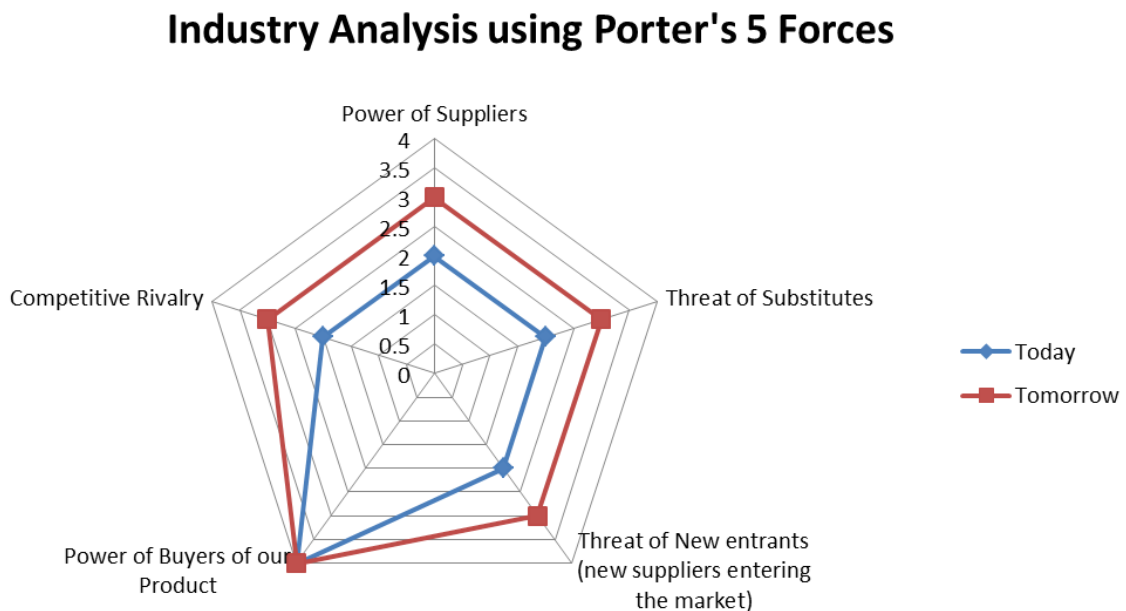 Industry Analysis using Porter's 5 Forces
Power of Suppliers
4
3.5
3
2.5
2
1.5
1
0.5
0
Competitive Rivalry
Threat of Substitutes
Today
Tomorrow
Power of Buyers of our
Product
Threat of New entrants
(new suppliers entering
the market)